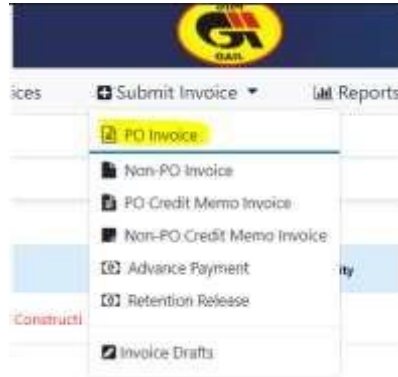 GAIL
ices Submit Invoice Reports
PO Invoice
Non-PO Invoice
PO Credit Memo Invoice
Non-PO Credit Memo Invoice
Advance Payment ity
Retention Release
Constructi
Invoice Drafts